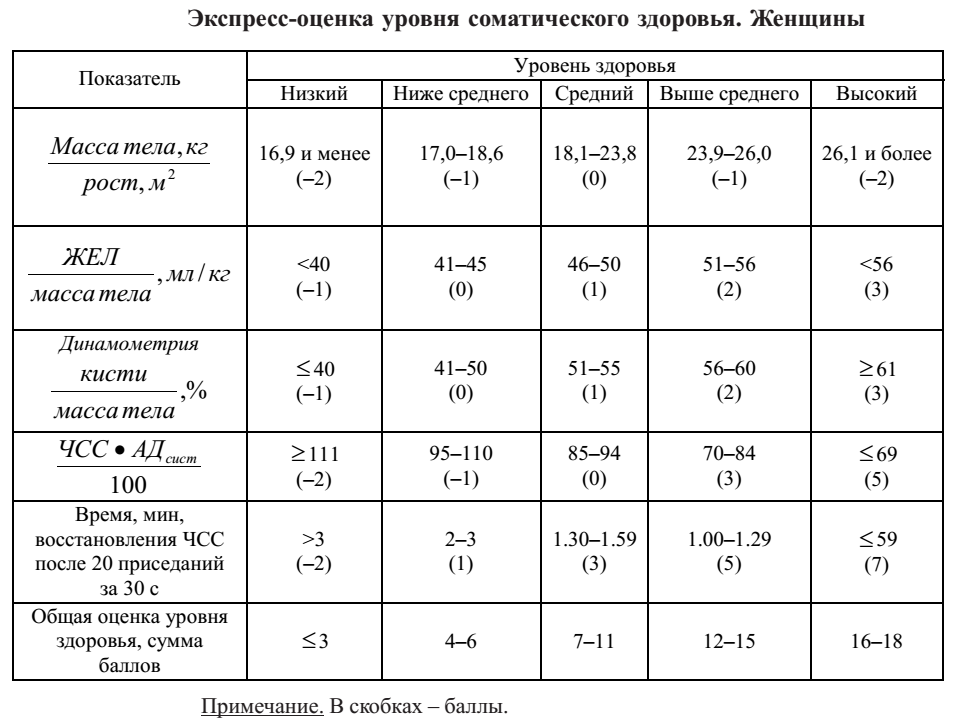 Экспресс-оценка уровня соматического здоровья. Женщины
Показатель
Уровень здоровья
Низкий
Ниже среднего
Средний
Выше среднего
Высокий
Масса тела, кг
рост, м²
16,9 и менее
(–2)
17,0–18,6
(–1)
18,1–23,8
(0)
23,9–26,0
(–1)
26,1 и более
(–2)
ЖЕЛ
масса тела
, мл / кг
<40
(–1)
41–45
(0)
46–50
(1)
51–56
(2)
<56
(3)
Динамометрия
кисти
масса тела
,%
≤ 40
(–1)
41–50
(0)
51–55
(1)
56–60
(2)
≥ 61
(3)
ЧСС • АД сист
100
≥ 111
(–2)
95–110
(–1)
85–94
(0)
70–84
(3)
≤ 69
(5)
Время, мин,
восстановления ЧСС
после 20 приседаний
за 30 с
>3
(–2)
2–3
(1)
1.30–1.59
(3)
1.00–1.29
(5)
≤ 59
(7)
Общая оценка уровня
здоровья, сумма
баллов
≤ 3
4–6
7–11
12–15
16–18
Примечание. В скобках – баллы.